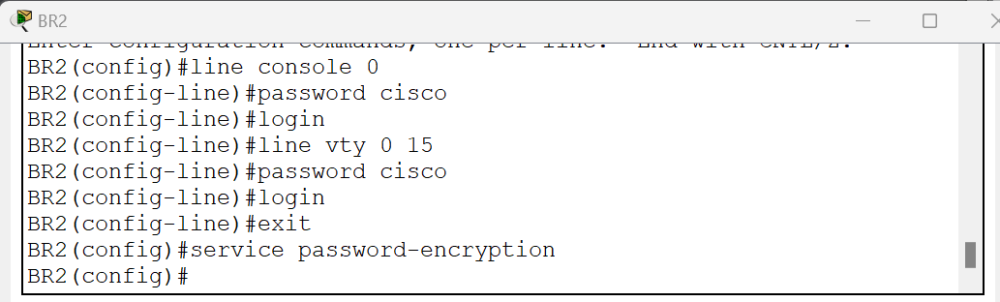 BR2
Enter configuration commands, one per line. End with CNTL/Z.
BR2(config)#line console 0
BR2(config-line)#password cisco
BR2(config-line)#login
BR2(config-line)#line vty 0 15
BR2(config-line)#password cisco
BR2(config-line)#login
BR2(config-line)#exit
BR2(config)#service password-encryption
BR2(config)#